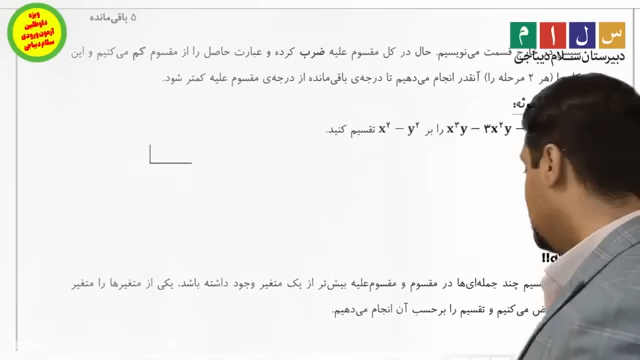 ۵ باقی‌مانده
ویژه
داوطلبین
آزمون ورودی
سلام دیباجی
س ل ا م
دبیرستان سلام دیباجی
خارج قسمت می‌نویسیم. حال در کل مقسوم علیه ضرب کرده و عبارت حاصل را از مقسوم کم می‌کنیم و این
(هر ۲ مرحله را) آنقدر انجام می‌دهیم تا درجه‌ی باقی‌مانده از درجه‌ی مقسوم علیه کمتر شود.
x³y − ۳x²y − را بر x² − y² تقسیم کنید.
چند جمله‌ای‌ها در مقسوم و مقسوم‌علیه بیش‌تر از یک متغیر وجود داشته باشد. یکی از متغیرها را متغیر
می‌کنیم و تقسیم را برحسب آن انجام می‌دهیم.